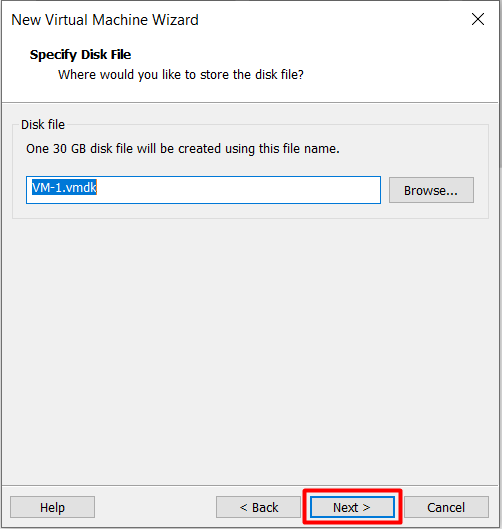 New Virtual Machine Wizard
Specify Disk File
Where would you like to store the disk file?
Disk file
One 30 GB disk file will be created using this file name.
VM-1.vmdk
Browse...
Help
< Back
Next >
Cancel